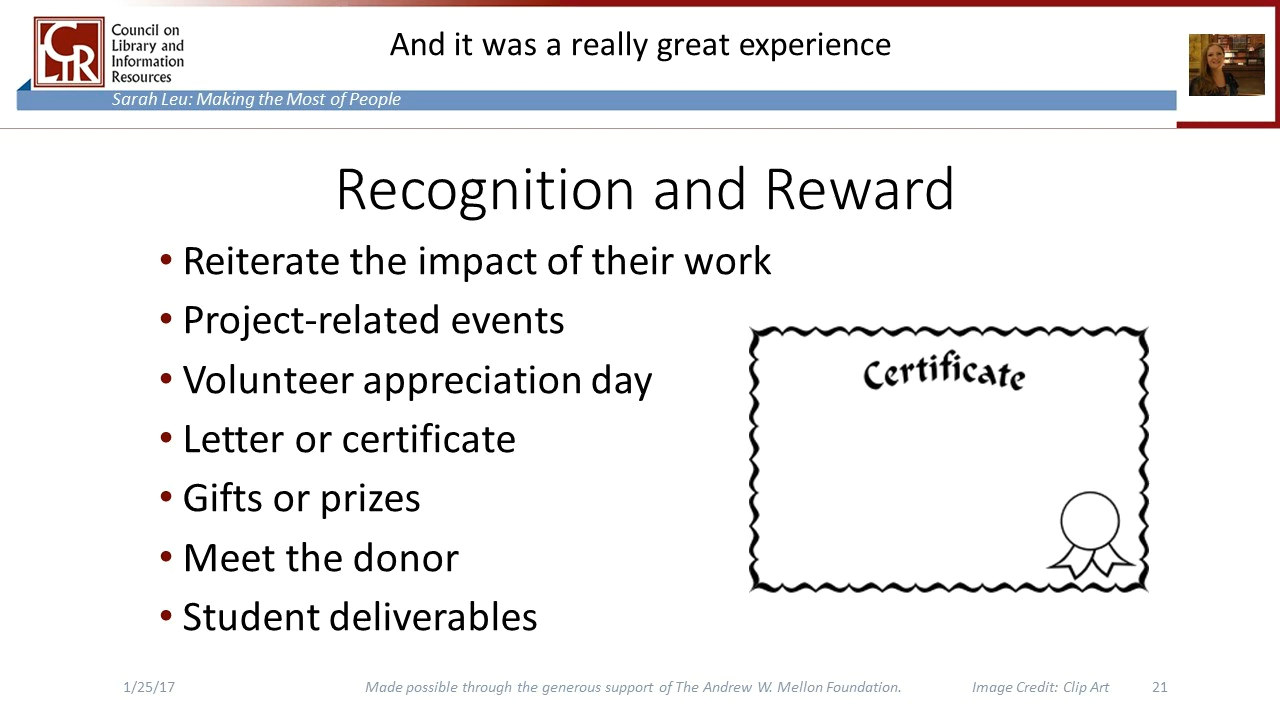 CLIR
Council on
Library and
Information
Resources
And it was a really great experience
Sarah Leu: Making the Most of People
Recognition and Reward
• Reiterate the impact of their work
• Project-related events
• Volunteer appreciation day
• Letter or certificate
• Gifts or prizes
• Meet the donor
• Student deliverables
Certificate
1/25/17
Made possible through the generous support of The Andrew W. Mellon Foundation.
Image Credit: Clip Art
21